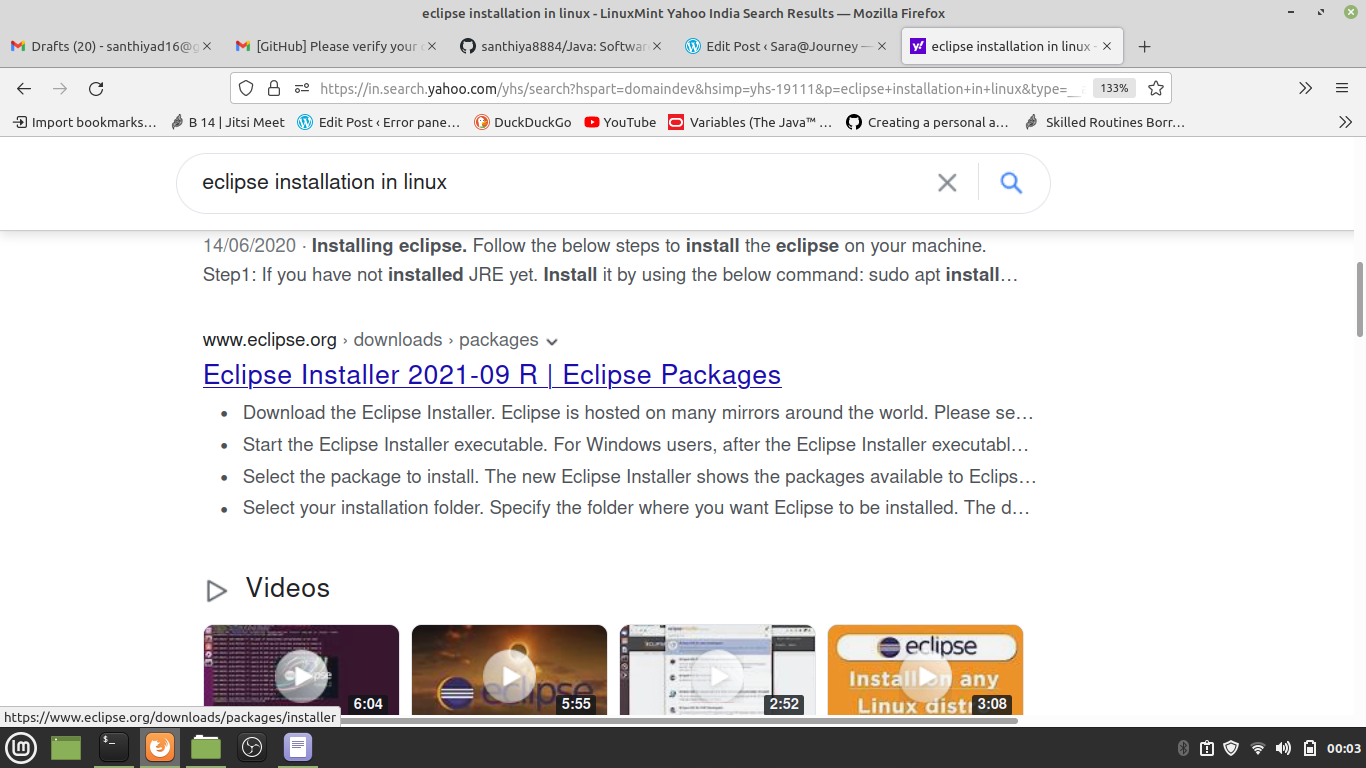 eclipse installation in linux - LinuxMint Yahoo India Search Results — Mozilla Firefox
Drafts (20) - santhiyad16@g
[GitHub] Please verify your
santhiya8884/Java: Softwar
Edit Post ‹ Sara@Journey —
eclipse installation in linux -
https://in.search.yahoo.com/yhs/search?hspart=domaindev&hsimp=yhs-19111&p=eclipse+installation+in+linux&type=__a
133%
Import bookmarks...
B 14 | Jitsi Meet
Edit Post ‹ Error pane...
DuckDuckGo
YouTube
Variables (The Java™ ...
Creating a personal a...
Skilled Routines Borr...
eclipse installation in linux
14/06/2020 · Installing eclipse. Follow the below steps to install the eclipse on your machine.
Step1: If you have not installed JRE yet. Install it by using the below command: sudo apt install...
www.eclipse.org › downloads › packages
Eclipse Installer 2021-09 R | Eclipse Packages
• Download the Eclipse Installer. Eclipse is hosted on many mirrors around the world. Please se...
• Start the Eclipse Installer executable. For Windows users, after the Eclipse Installer executabl...
• Select the package to install. The new Eclipse Installer shows the packages available to Eclips...
• Select your installation folder. Specify the folder where you want Eclipse to be installed. The d...
Videos
6:04
eclipse
5:55
2:52
eclipse
Install on any
Linux distr
3:08
https://www.eclipse.org/downloads/packages/installer
00:03